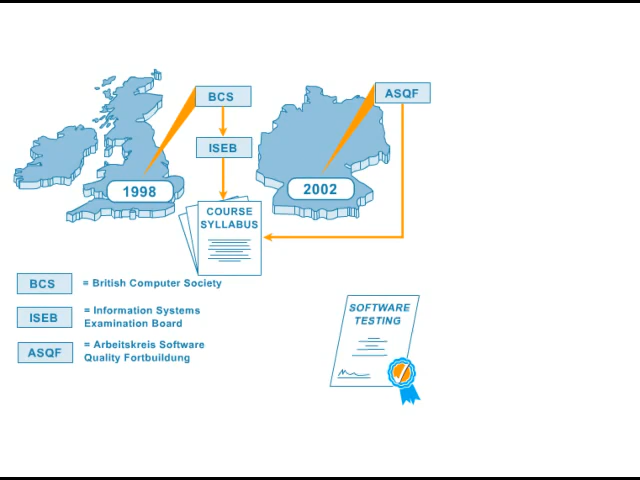 BCS
ASQF
ISEB
1998
2002
COURSE
SYLLABUS
BCS = British Computer Society
ISEB = Information Systems
Examination Board
ASQF = Arbeitskreis Software
Quality Fortbuildung
SOFTWARE
TESTING